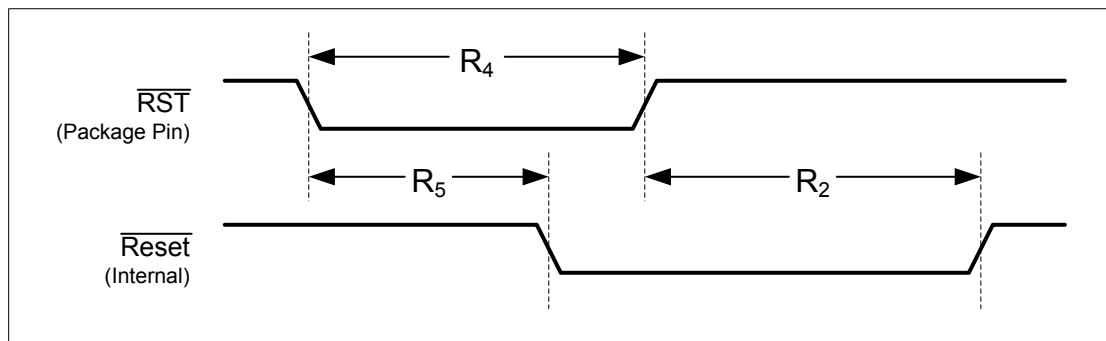 R4
RST
(Package Pin)
R5
R2
Reset
(Internal)